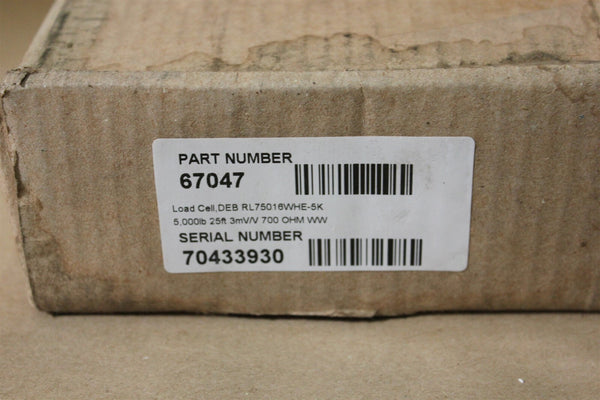 PART NUMBER
67047
Load Cell,DEB RL75016WHE-5K
5,000lb 25ft 3mV/V 700 OHM WW
SERIAL NUMBER
70433930